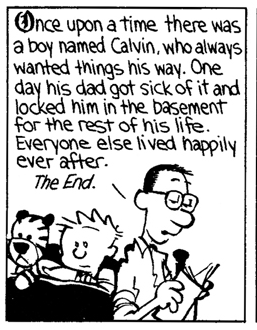 Once upon a time there was
a boy named Calvin, who always
wanted things his way. One
day his dad got sick of it and
locked him in the basement
for the rest of his life.
Everyone else lived happily
ever after.
The End.